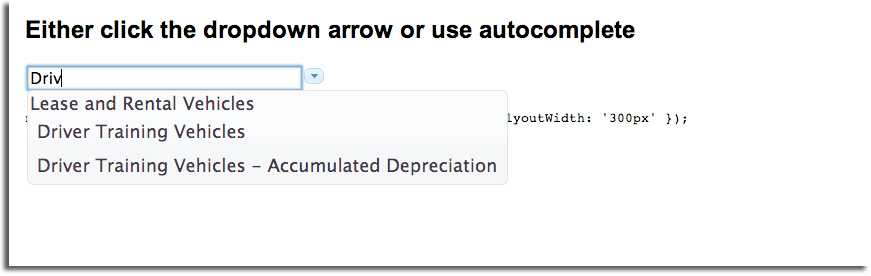 Either click the dropdown arrow or use autocomplete
Driv
Lease and Rental Vehicles
lyoutWidth: '300px' });
Driver Training Vehicles
Driver Training Vehicles – Accumulated Depreciation